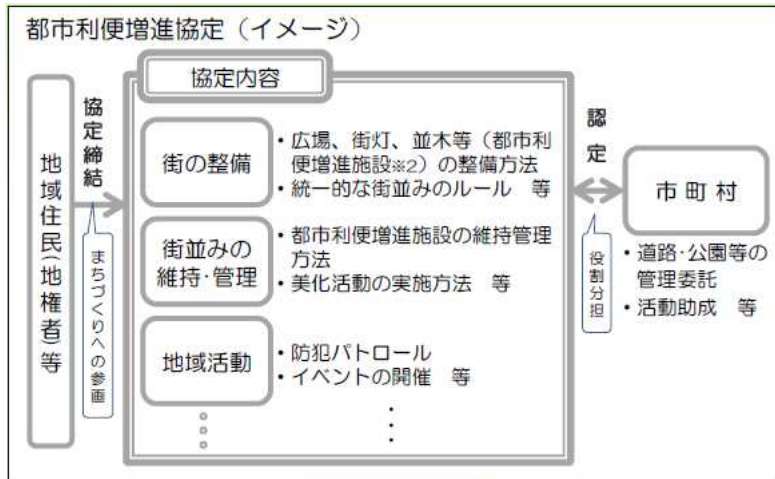 都市利便増進協定（イメージ）
協定内容
地域住民(地権者)等
協定締結
まちづくりへの参画
街の整備
・広場、街灯、並木等（都市利
便増進施設※2）の整備方法
・統一的な街並みのルール　等
街並みの
維持・管理
・都市利便増進施設の維持管理
方法
・美化活動の実施方法　等
地域活動
・防犯パトロール
・イベントの開催　等
認定
役割分担
市町村
・道路・公園等の
管理委託
・活動助成　等